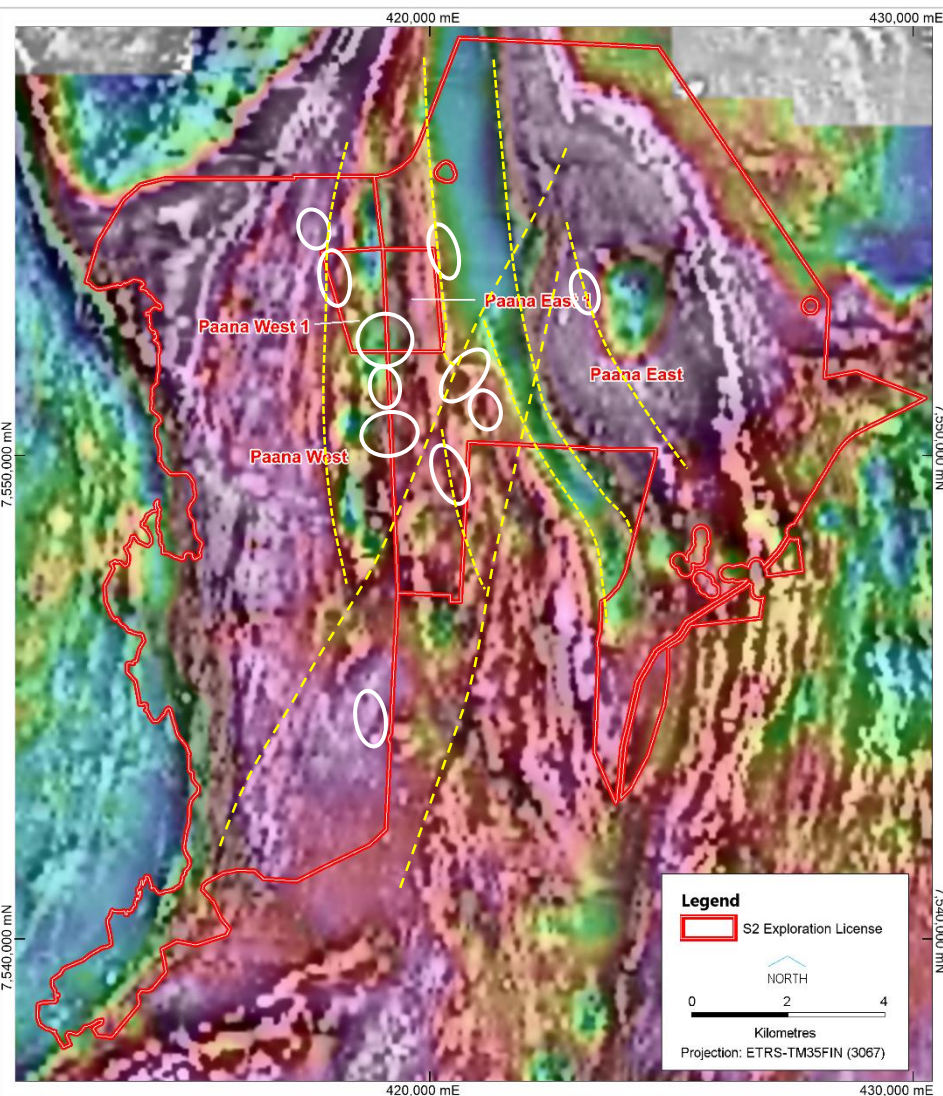 420,000 mE
430,000 mE
Paana East 1
Paana West 1
Paana East
7,550,000 mN
7,550,000 mN
Paana West
Legend
S2 Exploration License
NORTH
0 2 4
Kilometres
Projection: ETRS-TM35FIN (3067)
7,540,000 mN
7,540,000 mN
420,000 mE
430,000 mE